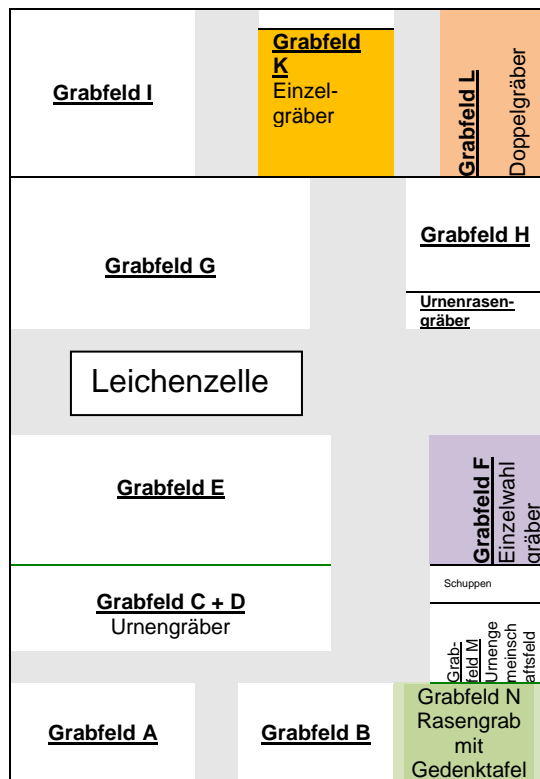 Grabfeld I
Grabfeld
K
Einzel-
gräber
Grabfeld L
Doppelgräber
Grabfeld G
Grabfeld H
Urnenrasen-
gräber
Leichenzelle
Grabfeld E
Grabfeld F
Einzelwahl
gräber
Grabfeld C + D
Urnengräber
Schuppen
Grab-
feld M
Urnenge
meinsch
aftsfeld
Grabfeld A
Grabfeld B
Grabfeld N
Rasengrab
mit
Gedenktafel